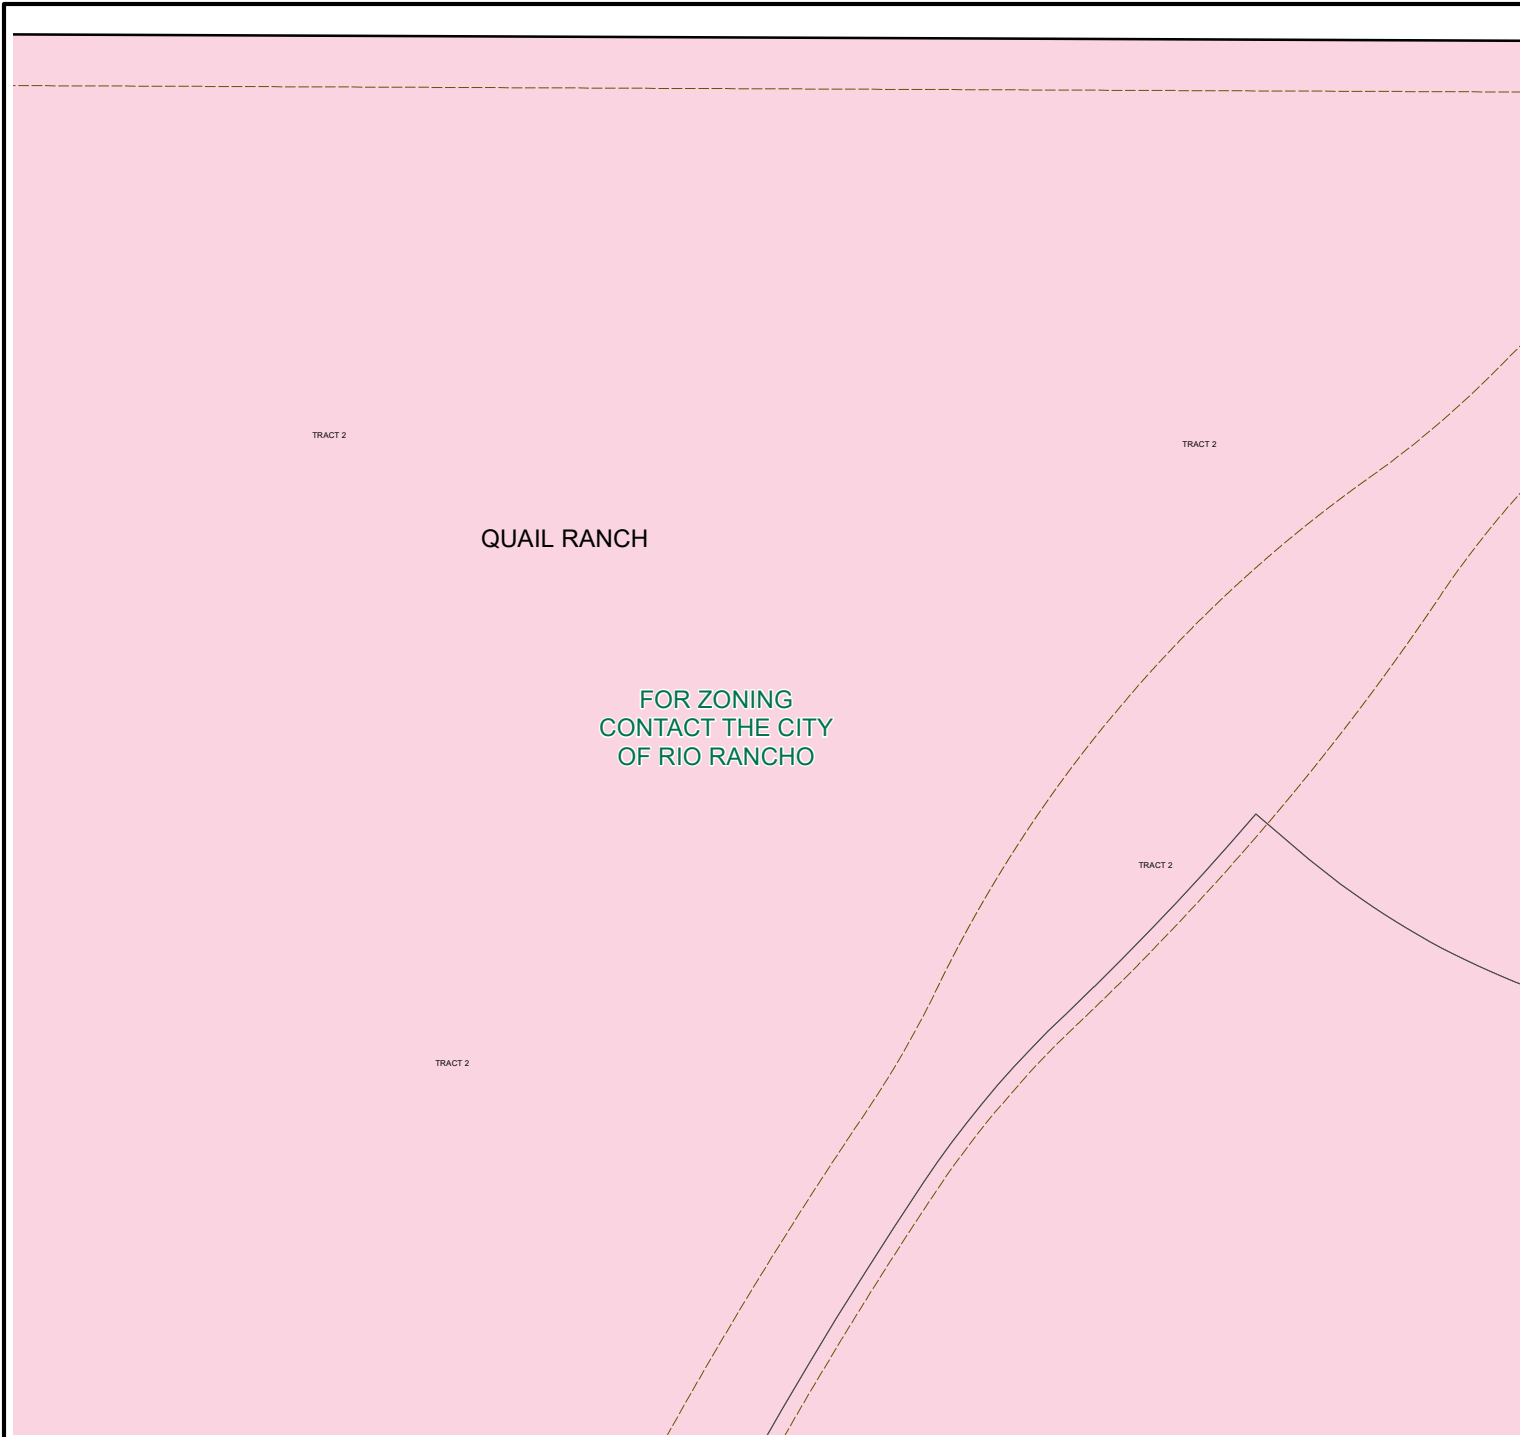 TRACT 2
TRACT 2
QUAIL RANCH
FOR ZONING
CONTACT THE CITY
OF RIO RANCHO
TRACT 2
TRACT 2